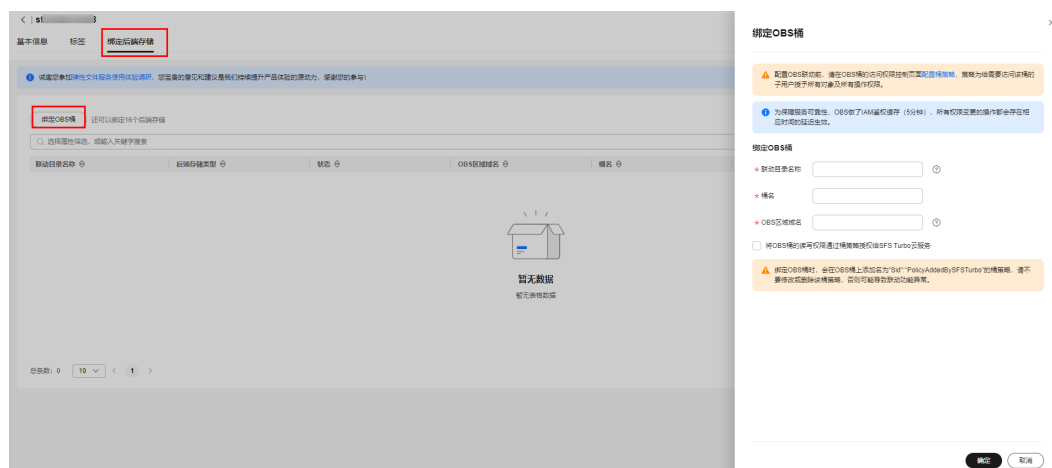 < | st
基本信息 标签 绑定后端存储
诚邀您参加弹性文件服务使用体验调研，您宝贵的意见和建议是我们持续提升产品体验的源动力，感谢您的参与！
绑定OBS桶 还可以绑定16个后端存储
选择属性筛选，或输入关键字搜索
联动目录名称 后端存储类型 状态 OBS区域域名 桶名
暂无数据
暂无表格数据
总条数：0 10 < 1 >
绑定OBS桶
配置OBS联动前，请在OBS桶的访问权限控制页面配置桶策略，策略为给需要访问该桶的
子用户授予所有对象及所有操作权限。
为保障服务可靠性，OBS做了IAM鉴权缓存（5分钟），所有权限变更的操作都会存在相
应时间的延迟生效。
绑定OBS桶
* 联动目录名称
* 桶名
* OBS区域域名
将OBS桶的读写权限通过桶策略授权给SFS Turbo云服务
绑定OBS桶时，会在OBS桶上添加名为"Sid":"PolicyAddedBySFSTurbo"的桶策略，请不
要修改或删除该桶策略，否则可能导致联动功能异常。
确定 取消